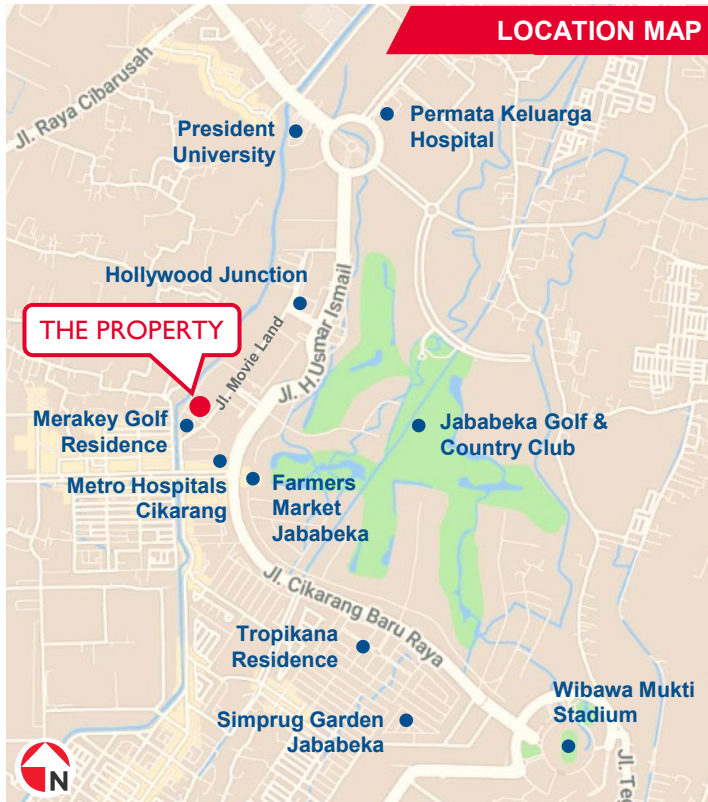 LOCATION MAP
Jl. Raya Cibarusah
President
University
Permata Keluarga
Hospital
Hollywood Junction
THE PROPERTY
Jl. Movie Land
Jl. H.Usmar Ismail
Merakey Golf
Residence
Jababeka Golf &
Country Club
Metro Hospitals
Cikarang
Farmers
Market
Jababeka
Jl. Cikarang Baru Raya
Tropikana
Residence
Wibawa Mukti
Stadium
Simprug Garden
Jababeka
Jl. Te
N